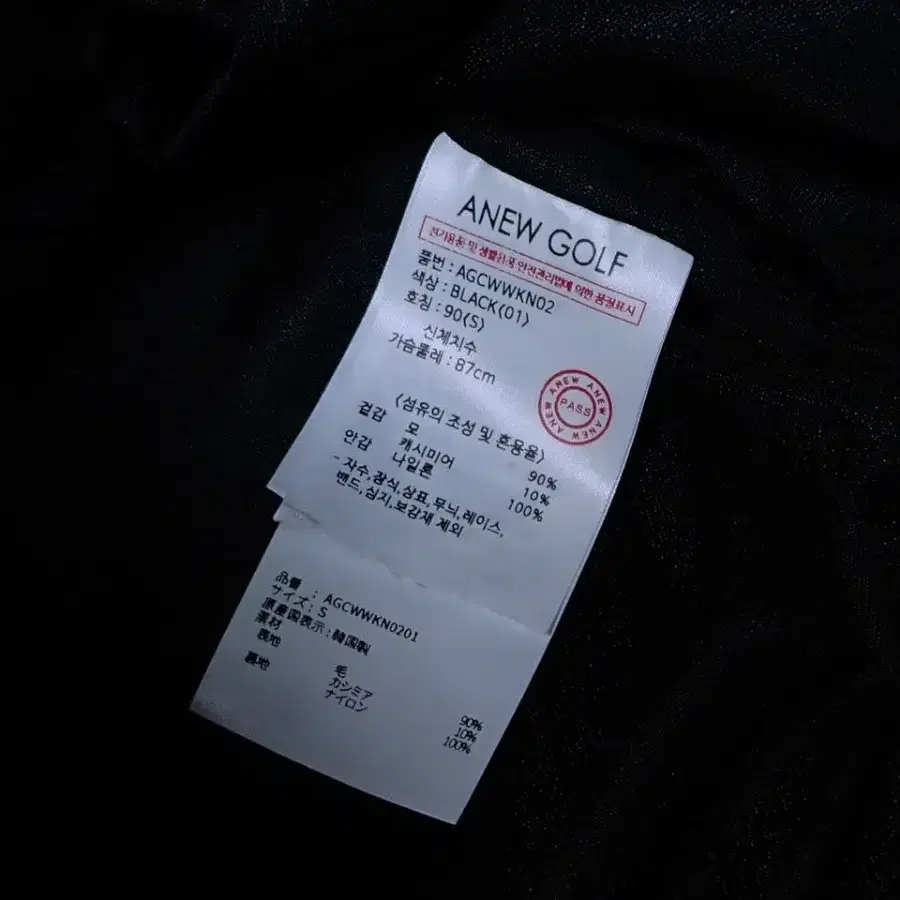 ANEW GOLF
전기용품 및 생활용품 안전관리법에 의한 품질표시
품번 : AGCWWKN02
색상 : BLACK(01)
호칭 : 90(S)
신체치수
가슴둘레 : 87cm
ANEW ANEW ANEW ANEW
PASS
(섬유의 조성 및 혼용율)
겉감 모 90%
캐시미어 10%
안감 나일론 100%
- 자수,장식,상표,무늬,레이스,
밴드,심지,보강재 제외
品番 : AGCWWKN0201
サイズ : S
原産国表示 : 韓国製
素材
表地 毛 90%
カシミア 10%
裏地 ナイロン 100%